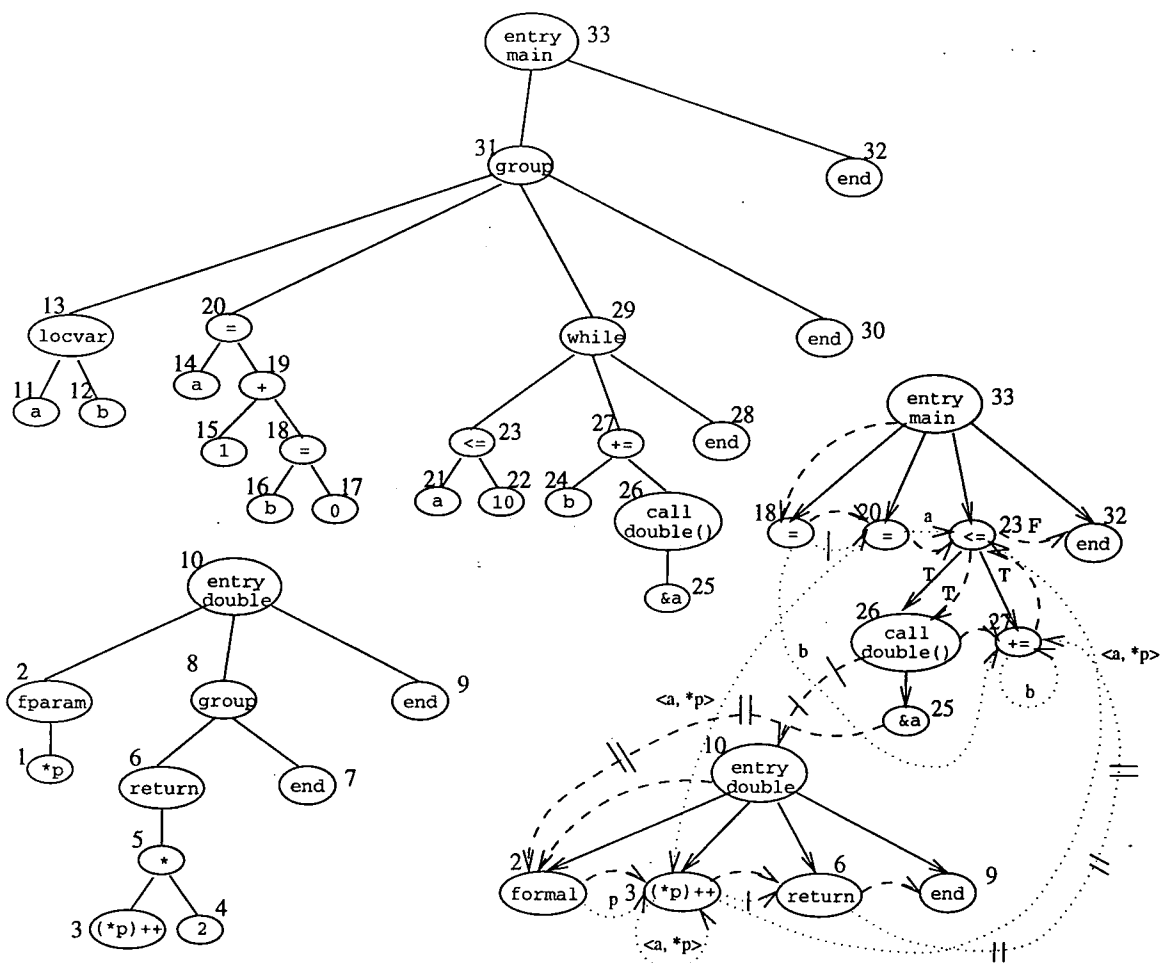 entry
main
33
31
group
32
end
13
locvar
11
a
12
b
20
=
14
a
19
+
15
1
18
=
16
b
17
0
29
while
end
30
23
<=
21
a
22
10
27
+=
24
b
26
call
double()
25
&a
28
end
10
entry
double
2
fparam
1
*p
8
group
9
end
6
return
7
end
5
*
3
(*p)++
4
2
entry
main
33
18
=
20
=
a
<=
23
F
32
end
T
T
T
26
call
double()
27
+=
b
b
&a
25
<a, *p>
<a, *p>
10
entry
double
2
formal
p
3
(*p)++
6
return
9
end
<a, *p>